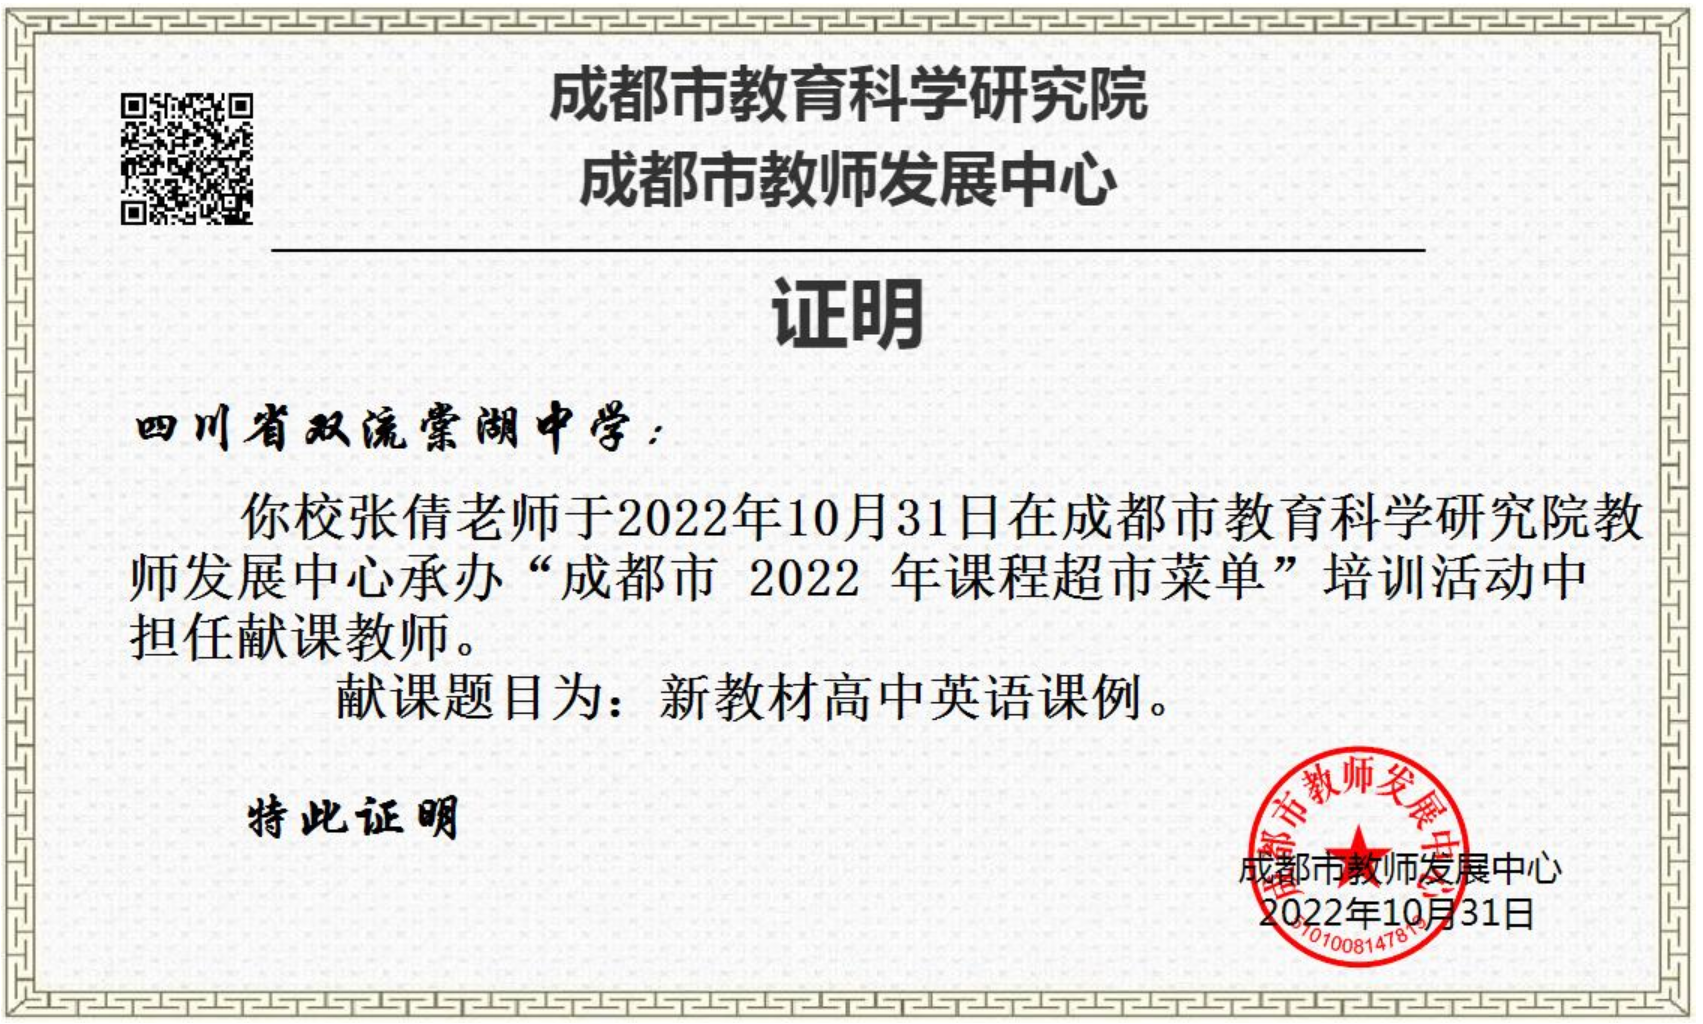 成都市教育科学研究院
成都市教师发展中心
证明
四川省双流棠湖中学：
你校张倩老师于2022年10月31日在成都市教育科学研究院教
师发展中心承办“成都市 2022 年课程超市菜单”培训活动中
担任献课教师。
献课题目为：新教材高中英语课例。
特此证明
成都市教师发展中心
成都市教师发展中心
2022年10月31日
5101008147819